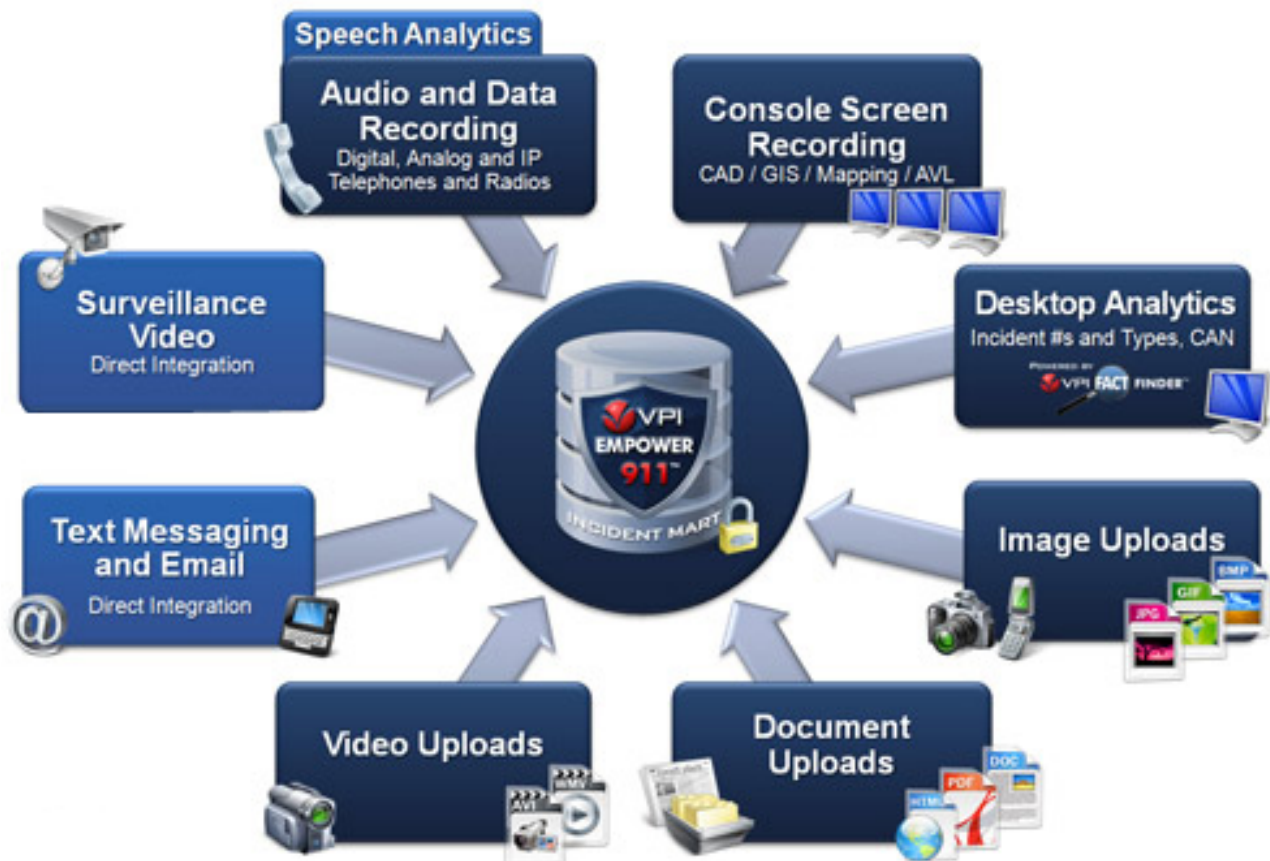 Speech Analytics
Audio and Data
Recording
Digital, Analog and IP
Telephones and Radios
Console Screen
Recording
CAD / GIS / Mapping / AVL
Surveillance
Video
Direct Integration
Desktop Analytics
Incident #s and Types, CAN
POWERED BY
VPI FACT FINDER™
VPI
EMPOWER
911™
INCIDENT MART
Text Messaging
and Email
Direct Integration
@
Image Uploads
JPG
GIF
BMP
Video Uploads
AVI
WMV
Document
Uploads
HTML
PDF
DOC